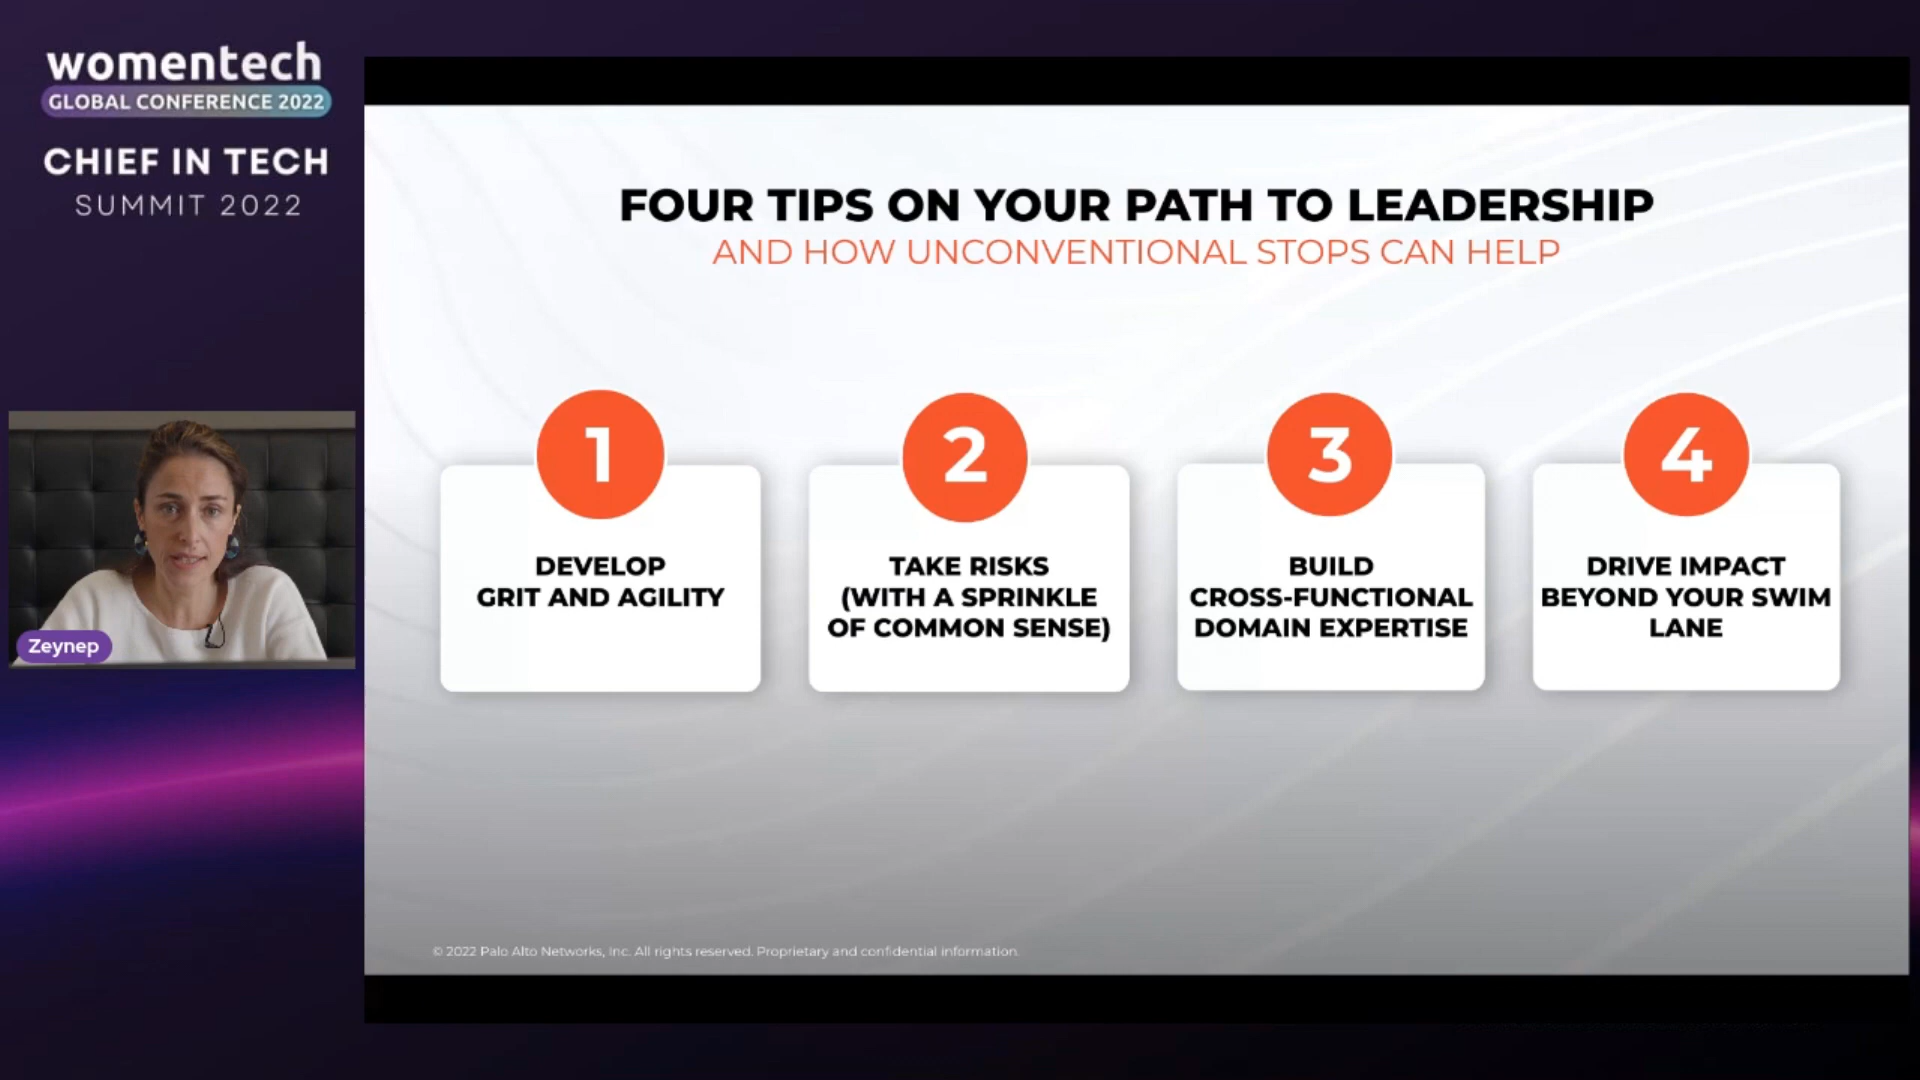 womentech
GLOBAL CONFERENCE 2022
CHIEF IN TECH
SUMMIT 2022
Zeynep
FOUR TIPS ON YOUR PATH TO LEADERSHIP
AND HOW UNCONVENTIONAL STOPS CAN HELP
1
DEVELOP
GRIT AND AGILITY
2
TAKE RISKS
(WITH A SPRINKLE
OF COMMON SENSE)
3
BUILD
CROSS-FUNCTIONAL
DOMAIN EXPERTISE
4
DRIVE IMPACT
BEYOND YOUR SWIM
LANE
© 2022 Palo Alto Networks, Inc. All rights reserved. Proprietary and confidential information.